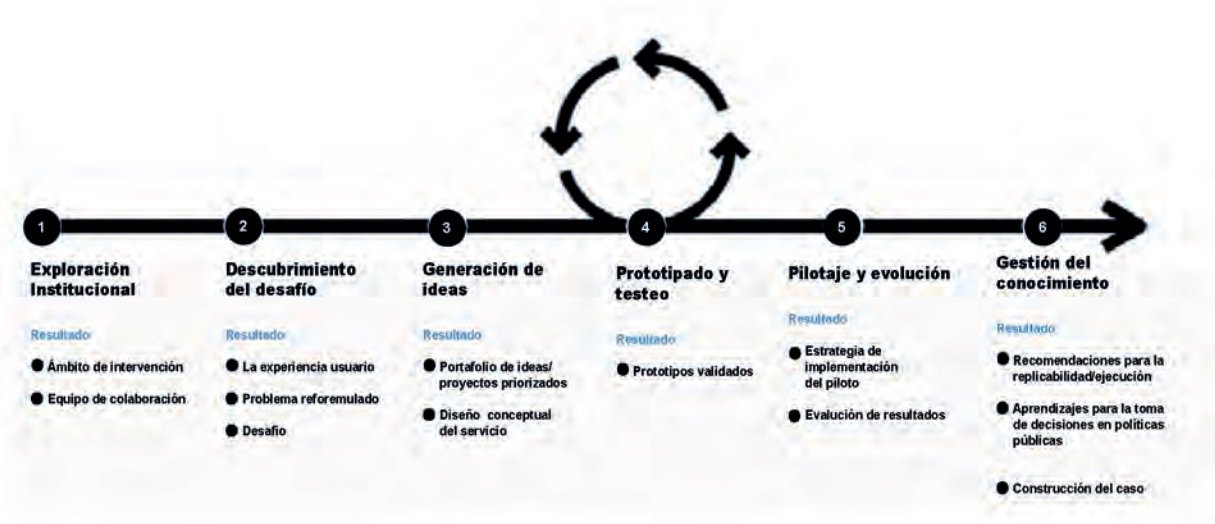 1
Exploración
Institucional
Resultado
Ámbito de intervención
Equipo de colaboración
2
Descubrimiento
del desafío
Resultado
La experiencia usuario
Problema reforemulado
Desafio
3
Generación de
ideas
Resultado
Portafolio de ideas/
proyectos priorizados
Diseño conceptual
del servicio
4
Prototipado y
testeo
Resultado
Prototipos validados
5
Pilotaje y evolución
Resultado
Estrategia de
implementación
del piloto
Evalución de resultados
6
Gestión del
conocimiento
Resultado
Recomendaciones para la
replicabilidad/ejecución
Aprendizajes para la toma
de decisiones en políticas
públicas
Construcción del caso